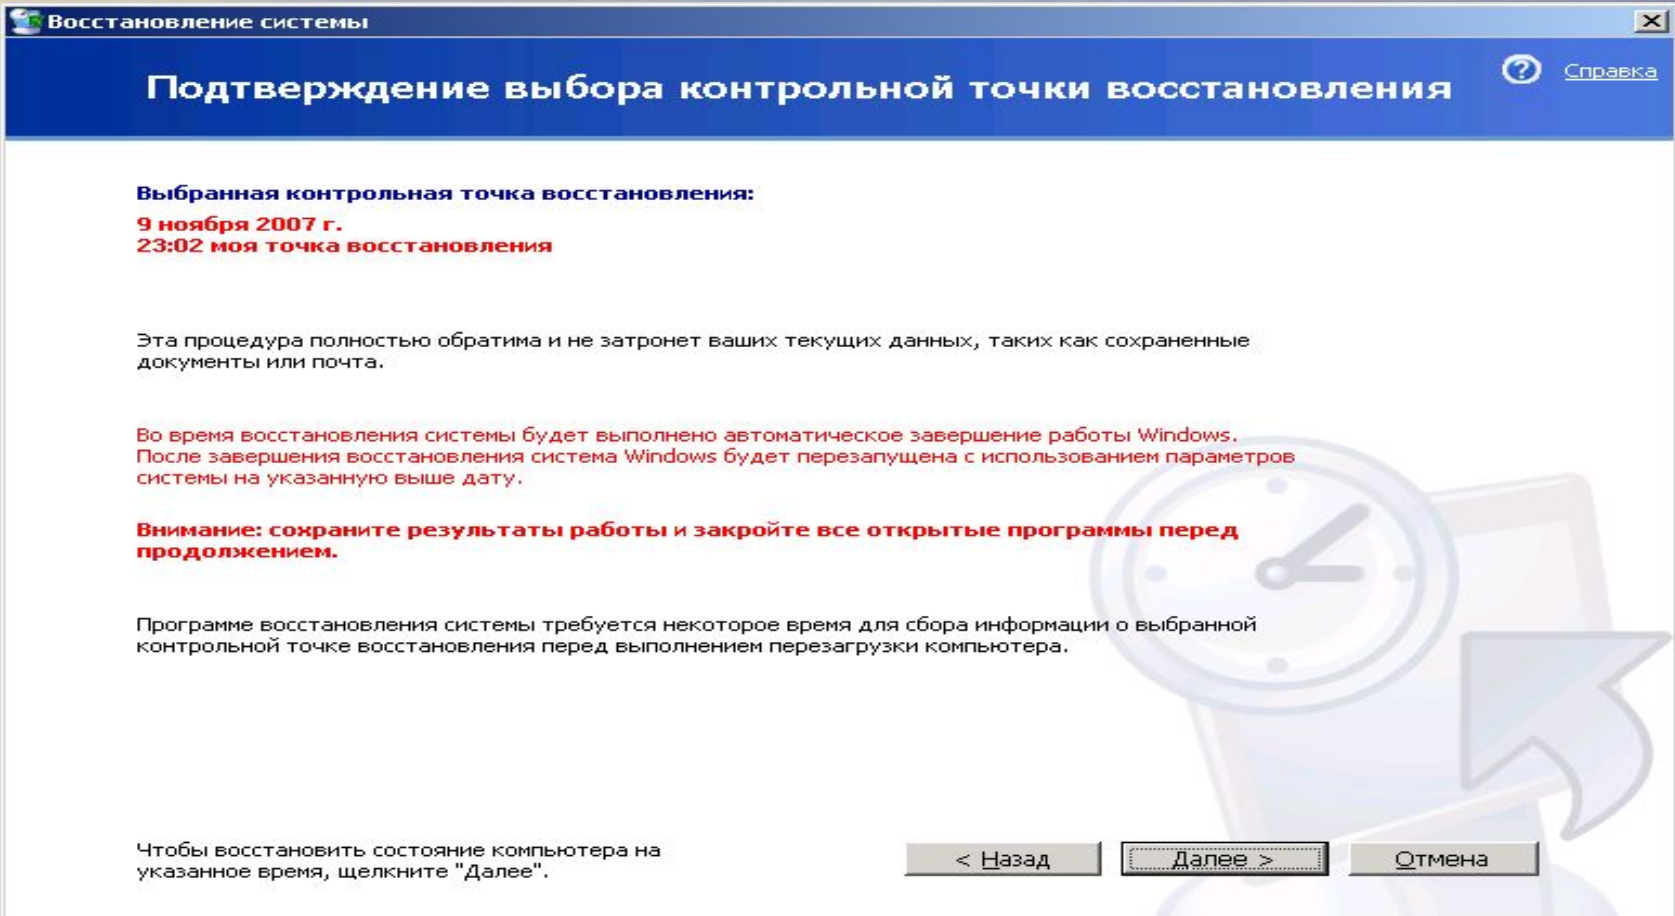 Восстановление системы
Подтверждение выбора контрольной точки восстановления
? Справка
Выбранная контрольная точка восстановления:
9 ноября 2007 г.
23:02 моя точка восстановления
Эта процедура полностью обратима и не затронет ваших текущих данных, таких как сохраненные
документы или почта.
Во время восстановления системы будет выполнено автоматическое завершение работы Windows.
После завершения восстановления система Windows будет перезапущена с использованием параметров
системы на указанную выше дату.
Внимание: сохраните результаты работы и закройте все открытые программы перед
продолжением.
Программе восстановления системы требуется некоторое время для сбора информации о выбранной
контрольной точке восстановления перед выполнением перезагрузки компьютера.
Чтобы восстановить состояние компьютера на
указанное время, щелкните "Далее".
< Назад Далее > Отмена